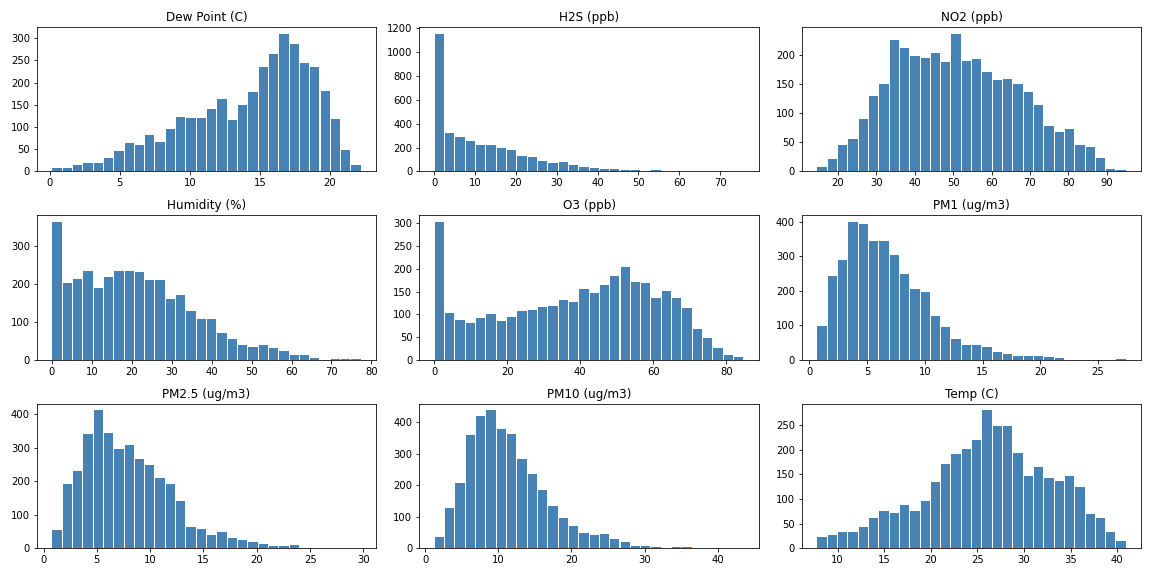 Dew Point (C)
300
250
200
150
100
50
0
0 5 10 15 20
H2S (ppb)
1200
1000
800
600
400
200
0
0 10 20 30 40 50 60 70
NO2 (ppb)
200
150
100
50
0
20 30 40 50 60 70 80 90
Humidity (%)
300
200
100
0
0 10 20 30 40 50 60 70 80
O3 (ppb)
300
250
200
150
100
50
0
0 20 40 60 80
PM1 (ug/m3)
400
300
200
100
0
0 5 10 15 20 25
PM2.5 (ug/m3)
400
300
200
100
0
0 5 10 15 20 25 30
PM10 (ug/m3)
400
300
200
100
0
0 10 20 30 40
Temp (C)
250
200
150
100
50
0
10 15 20 25 30 35 40